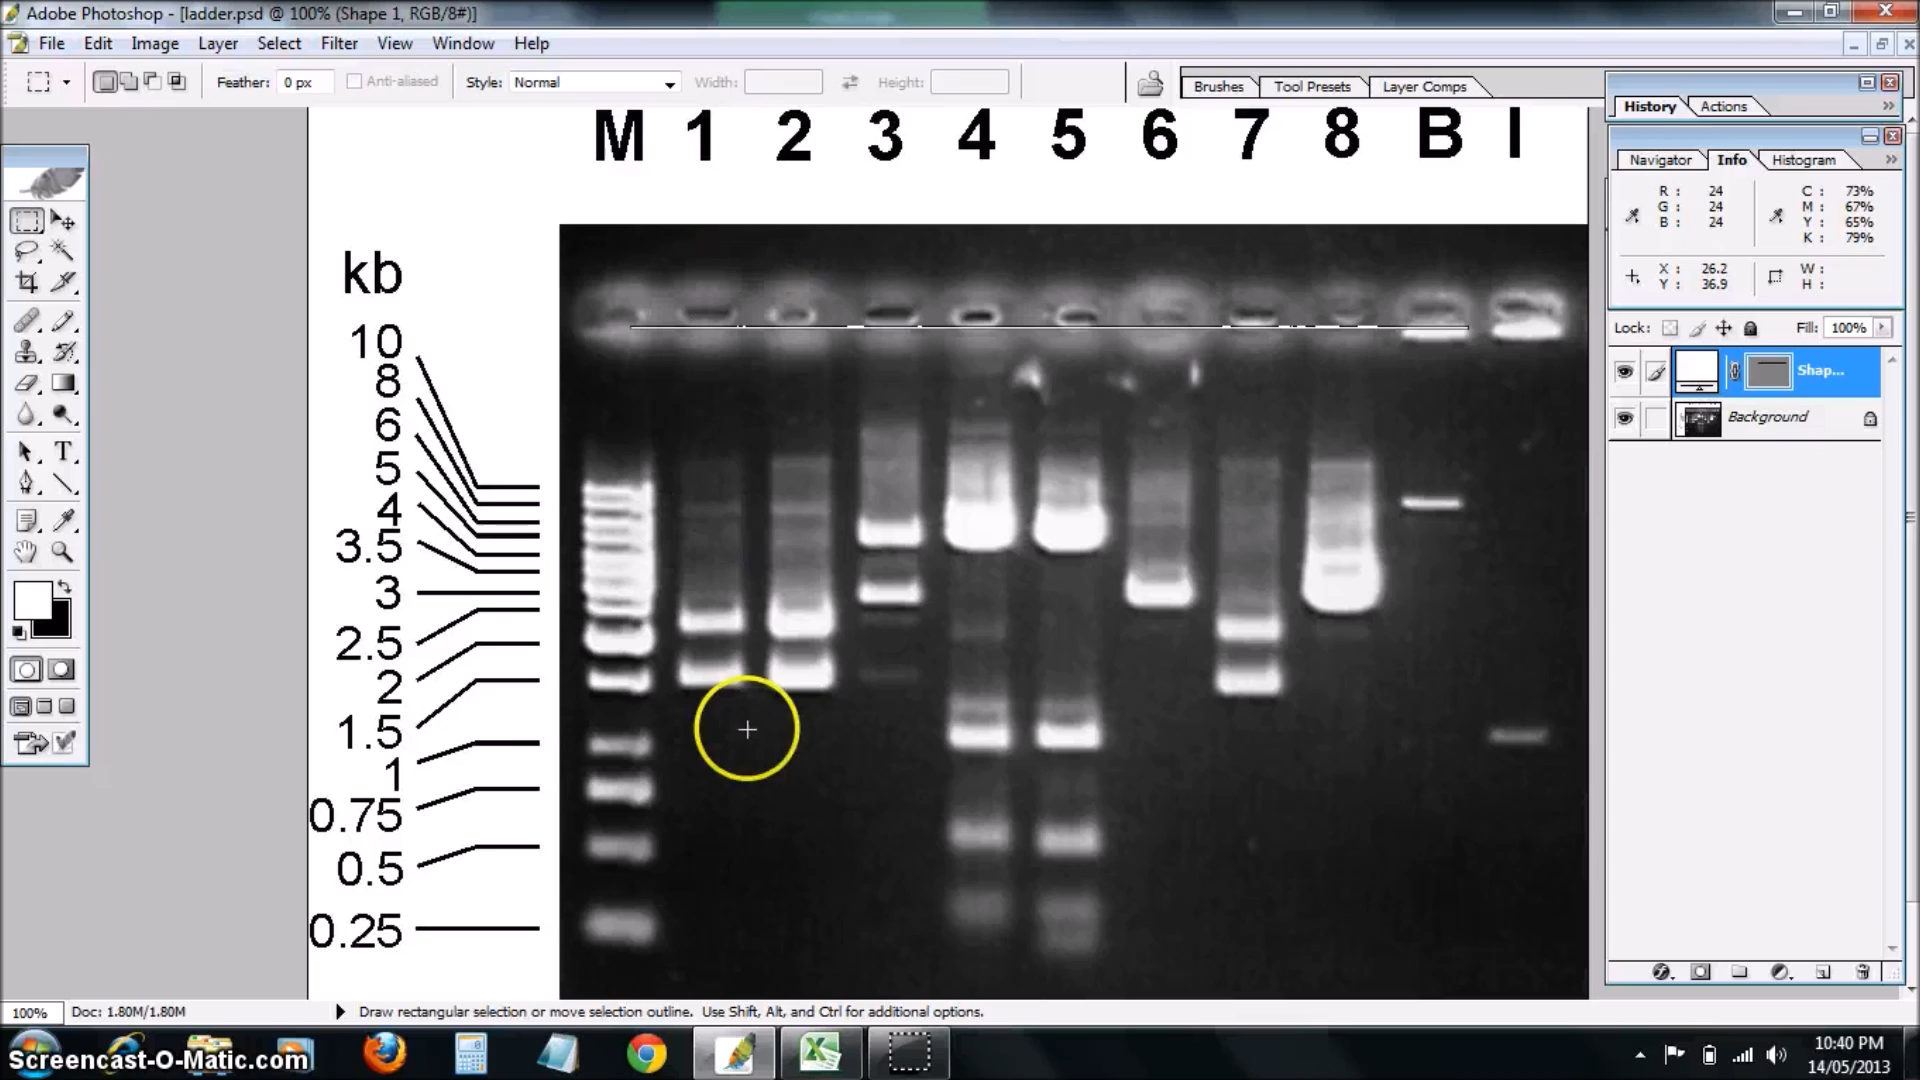 Adobe Photoshop - [ladder.psd @ 100% (Shape 1, RGB/8#)]
File Edit Image Layer Select Filter View Window Help
Feather: 0 px Anti-aliased Style: Normal Width: Height: Brushes Tool Presets Layer Comps
History Actions
Navigator Info Histogram
R : 24 C : 73%
G : 24 M : 67%
B : 24 Y : 65%
K : 79%
X : 26.2 W :
Y : 36.9 H :
Lock: Fill: 100%
Shap...
Background
M 1 2 3 4 5 6 7 8 B I
kb
10
8
6
5
4
3.5
3
2.5
2
1.5
1
0.75
0.5
0.25
100% Doc: 1.80M/1.80M Draw rectangular selection or move selection outline. Use Shift, Alt, and Ctrl for additional options.
Screencast-O-Matic.com
10:40 PM
14/05/2013